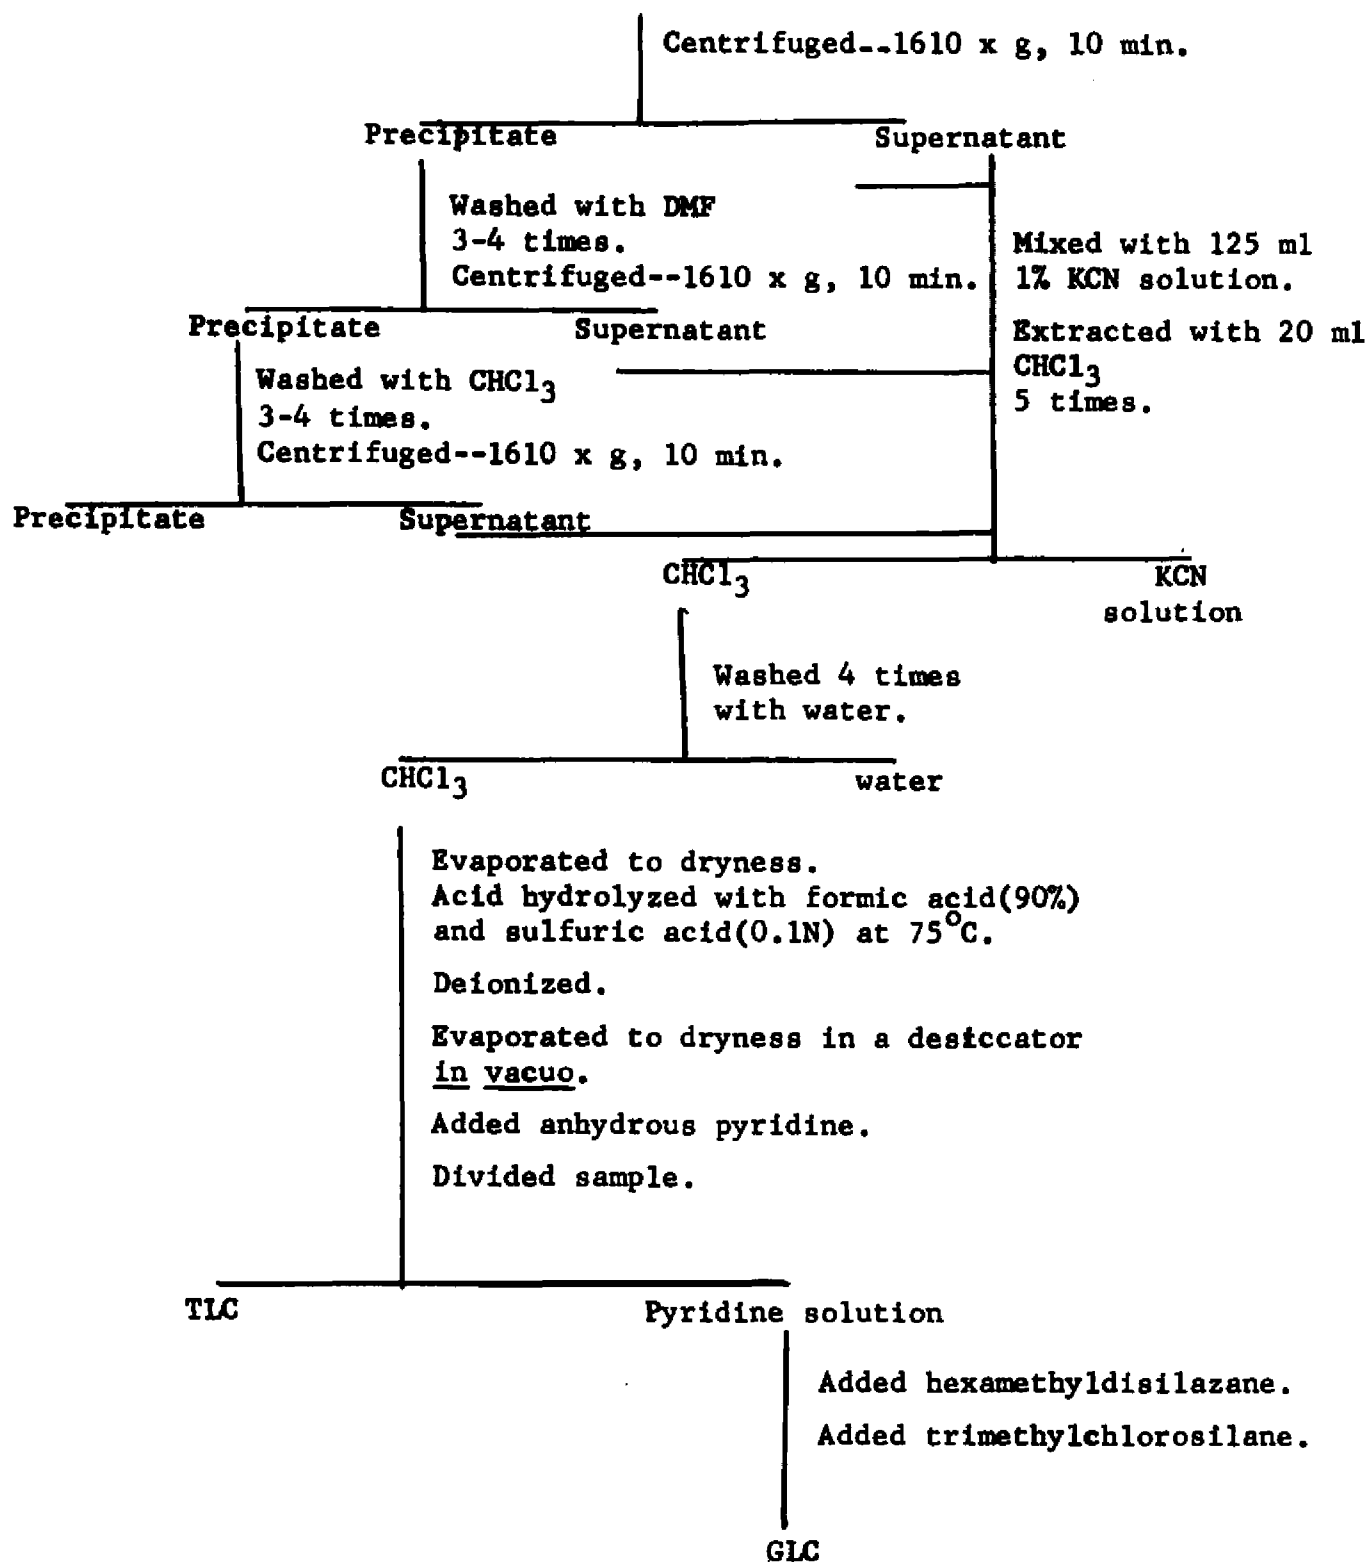 Centrifuged--1610 x g, 10 min.
Precipitate
Supernatant
Washed with DMF
3-4 times.
Centrifuged--1610 x g, 10 min.
Mixed with 125 ml
1% KCN solution.
Extracted with 20 ml
CHCl3
5 times.
Precipitate
Supernatant
Washed with CHCl3
3-4 times.
Centrifuged--1610 x g, 10 min.
Precipitate
Supernatant
CHCl3
KCN
solution
Washed 4 times
with water.
CHCl3
water
Evaporated to dryness.
Acid hydrolyzed with formic acid(90%)
and sulfuric acid(0.1N) at 75°C.
Deionized.
Evaporated to dryness in a desiccator
in vacuo.
Added anhydrous pyridine.
Divided sample.
TLC
Pyridine solution
Added hexamethyldisilazane.
Added trimethylchlorosilane.
GLC